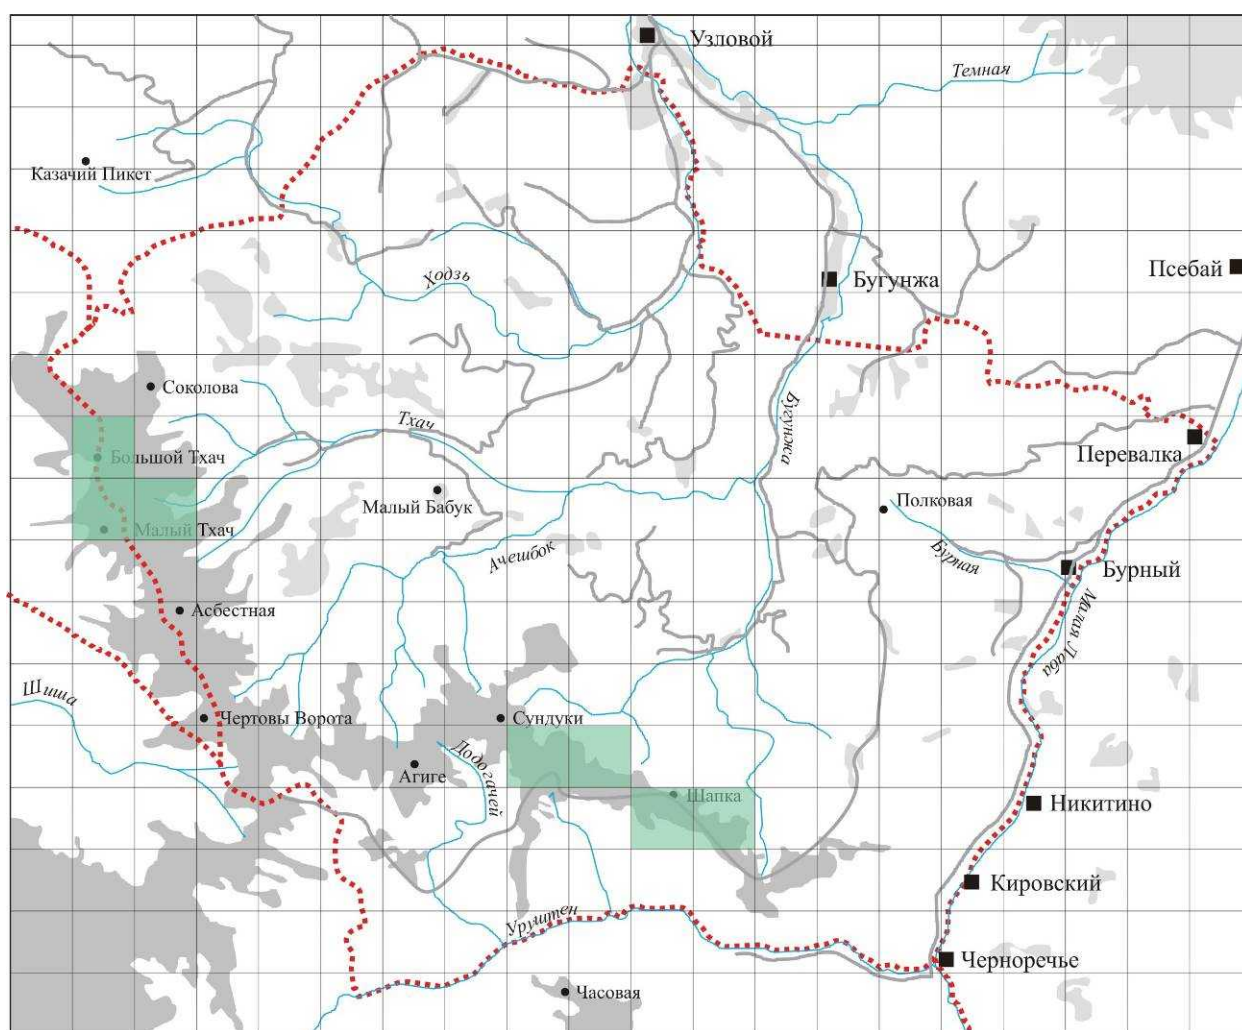 Узловой
Темная
Казачий Пикет
Ходзь
Бугунжа
Псебай
Соколова
Бугунжа
Тхач
Большой Тхач
Перевалка
Малый Бабук
Полковая
Малый Тхач
Ачешбок
Бурная
Бурный
Асбестная
Малая Лаба
Шиша
Чертовы Ворота
Сундуки
Додогачей
Агиге
Шапка
Никитино
Кировский
Уруштен
Черноречье
Часовая